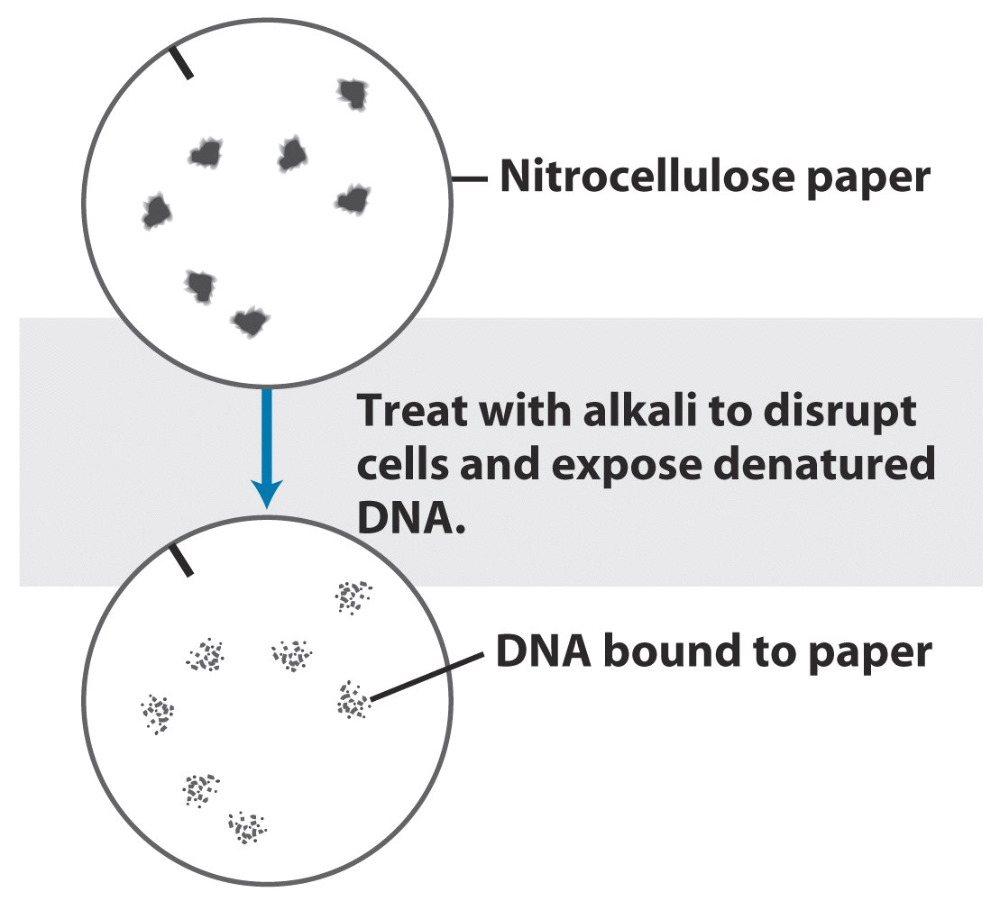 Nitrocellulose paper
Treat with alkali to disrupt
cells and expose denatured
DNA.
DNA bound to paper